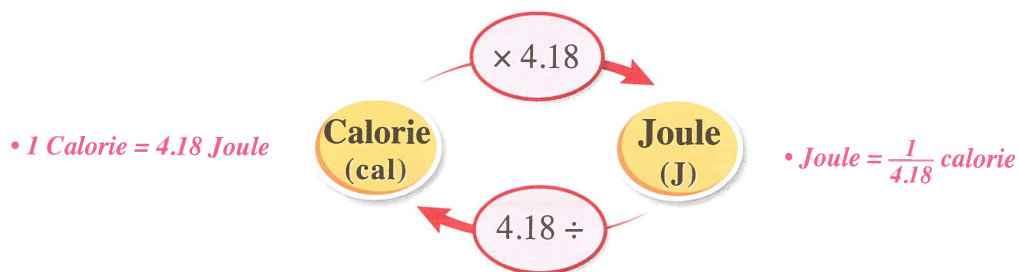 × 4.18
• 1 Calorie = 4.18 Joule
Calorie
(cal)
Joule
(J)
• Joule = 1/4.18 calorie
4.18 ÷